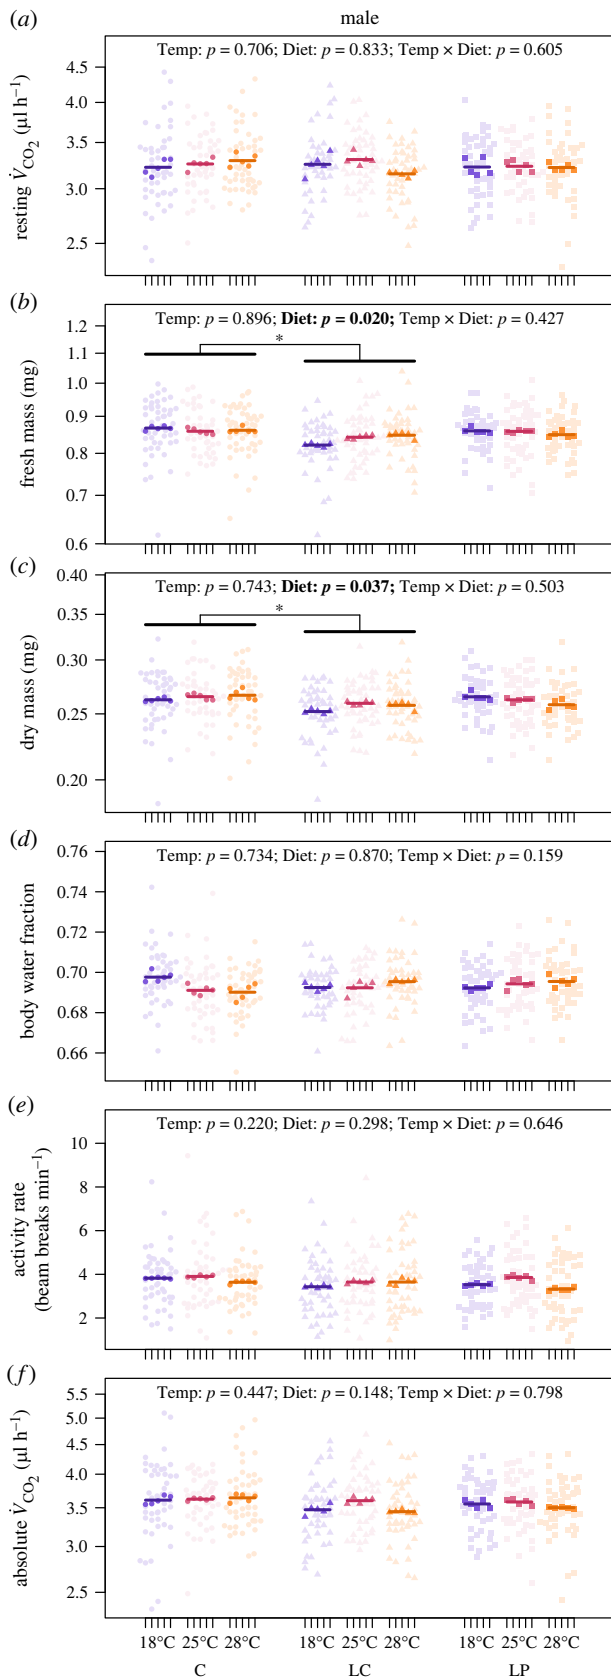 male
(a)
Temp: p = 0.706; Diet: p = 0.833; Temp × Diet: p = 0.605
resting V̇CO2 (µl h−1)
4.5
4.0
3.5
3.0
2.5
(b)
Temp: p = 0.896; Diet: p = 0.020; Temp × Diet: p = 0.427
*
fresh mass (mg)
1.2
1.1
1.0
0.9
0.8
0.7
0.6
(c)
Temp: p = 0.743; Diet: p = 0.037; Temp × Diet: p = 0.503
*
dry mass (mg)
0.40
0.35
0.30
0.25
0.20
(d)
Temp: p = 0.734; Diet: p = 0.870; Temp × Diet: p = 0.159
body water fraction
0.76
0.74
0.72
0.70
0.68
0.66
(e)
Temp: p = 0.220; Diet: p = 0.298; Temp × Diet: p = 0.646
activity rate
(beam breaks min−1)
10
8
6
4
2
(f)
Temp: p = 0.447; Diet: p = 0.148; Temp × Diet: p = 0.798
absolute V̇CO2 (µl h−1)
5.5
5.0
4.5
4.0
3.5
3.0
2.5
18°C 25°C 28°C 18°C 25°C 28°C 18°C 25°C 28°C
C LC LP